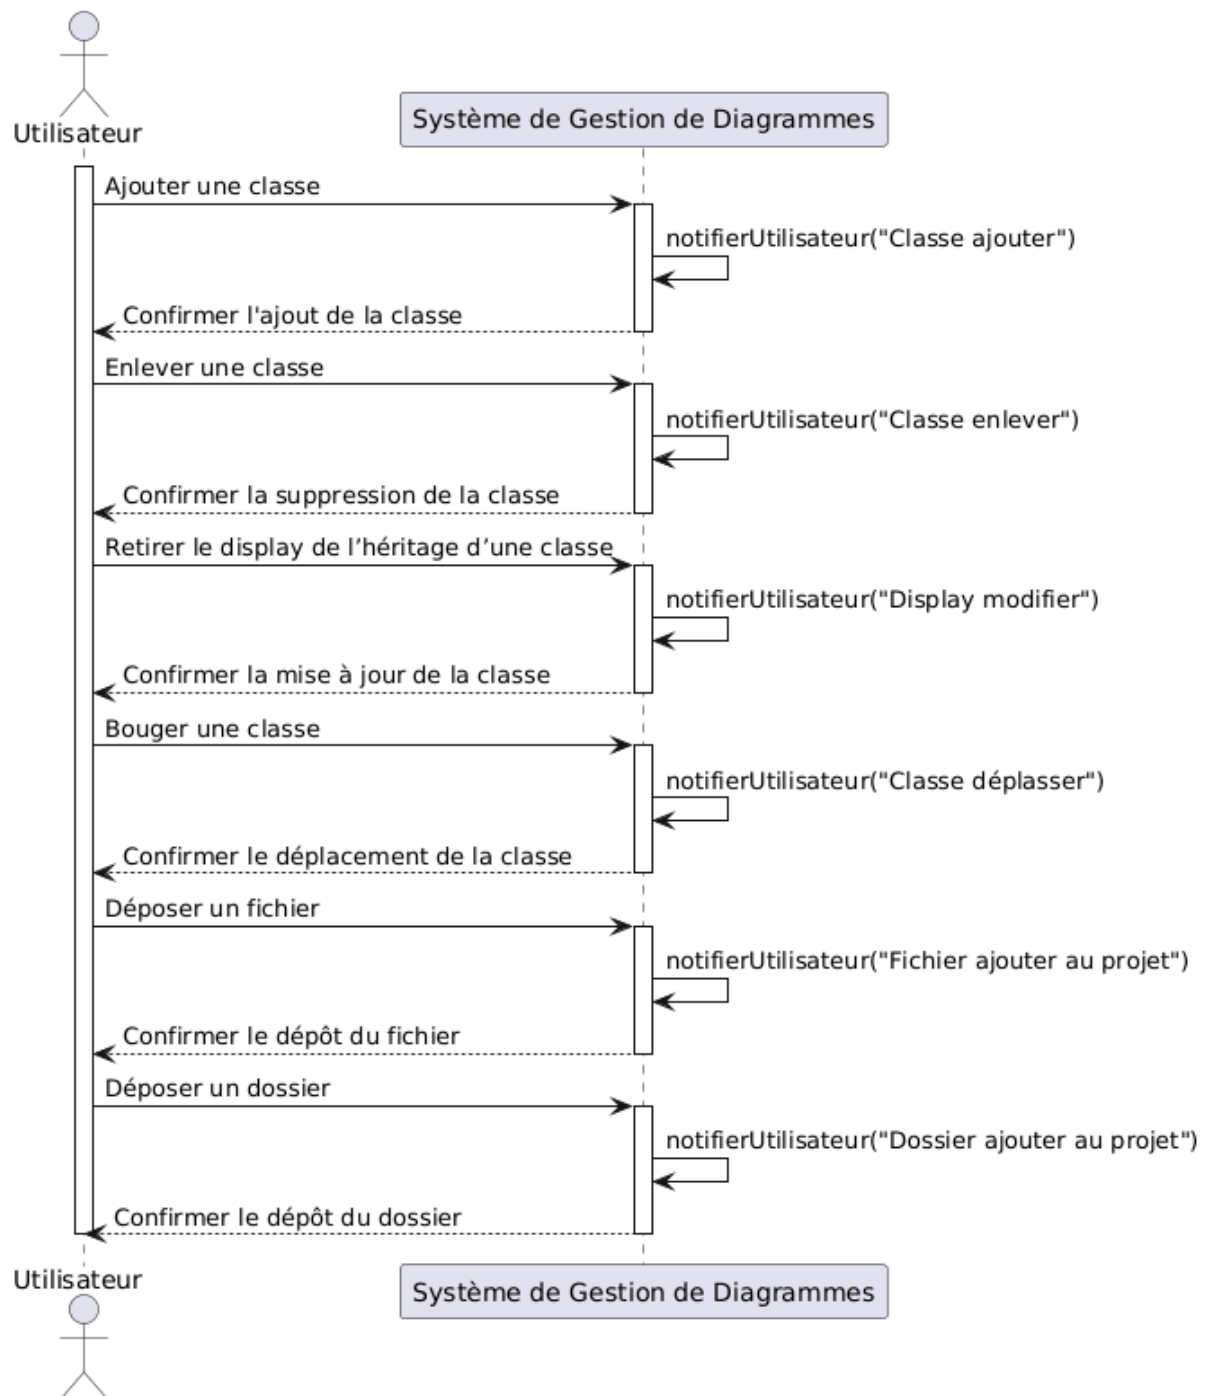 Utilisateur
Système de Gestion de Diagrammes
Ajouter une classe
notifierUtilisateur("Classe ajouter")
Confirmer l'ajout de la classe
Enlever une classe
notifierUtilisateur("Classe enlever")
Confirmer la suppression de la classe
Retirer le display de l’héritage d’une classe
notifierUtilisateur("Display modifier")
Confirmer la mise à jour de la classe
Bouger une classe
notifierUtilisateur("Classe déplasser")
Confirmer le déplacement de la classe
Déposer un fichier
notifierUtilisateur("Fichier ajouter au projet")
Confirmer le dépôt du fichier
Déposer un dossier
notifierUtilisateur("Dossier ajouter au projet")
Confirmer le dépôt du dossier
Utilisateur
Système de Gestion de Diagrammes